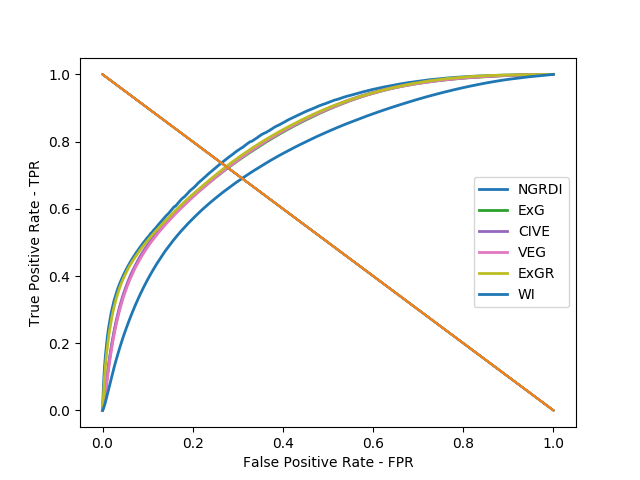 1.0
0.8
0.6
0.4
0.2
0.0
True Positive Rate - TPR
NGRDI
ExG
CIVE
VEG
ExGR
WI
0.0 0.2 0.4 0.6 0.8 1.0
False Positive Rate - FPR